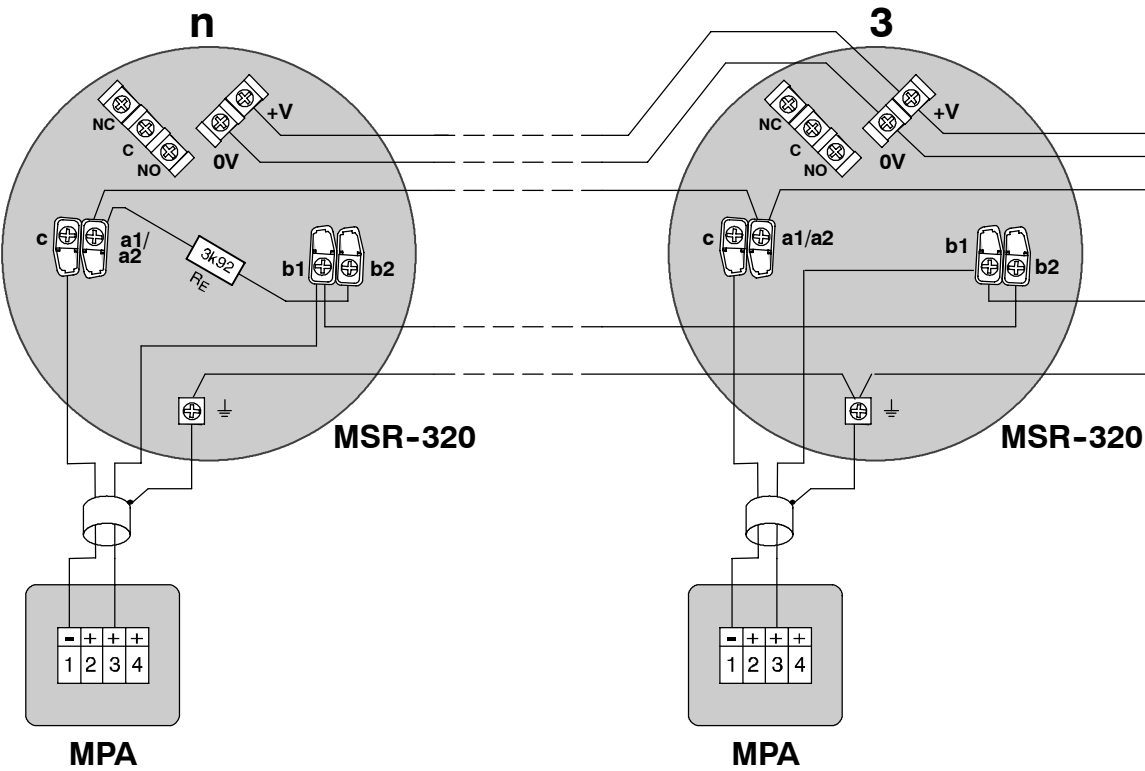 n
NC
C
NO
+V
0V
c
a1/
a2
3k92
RE
b1
b2
MSR-320
- + + +
1 2 3 4
MPA
3
NC
C
NO
+V
0V
c
a1/a2
b1
b2
MSR-320
- + + +
1 2 3 4
MPA